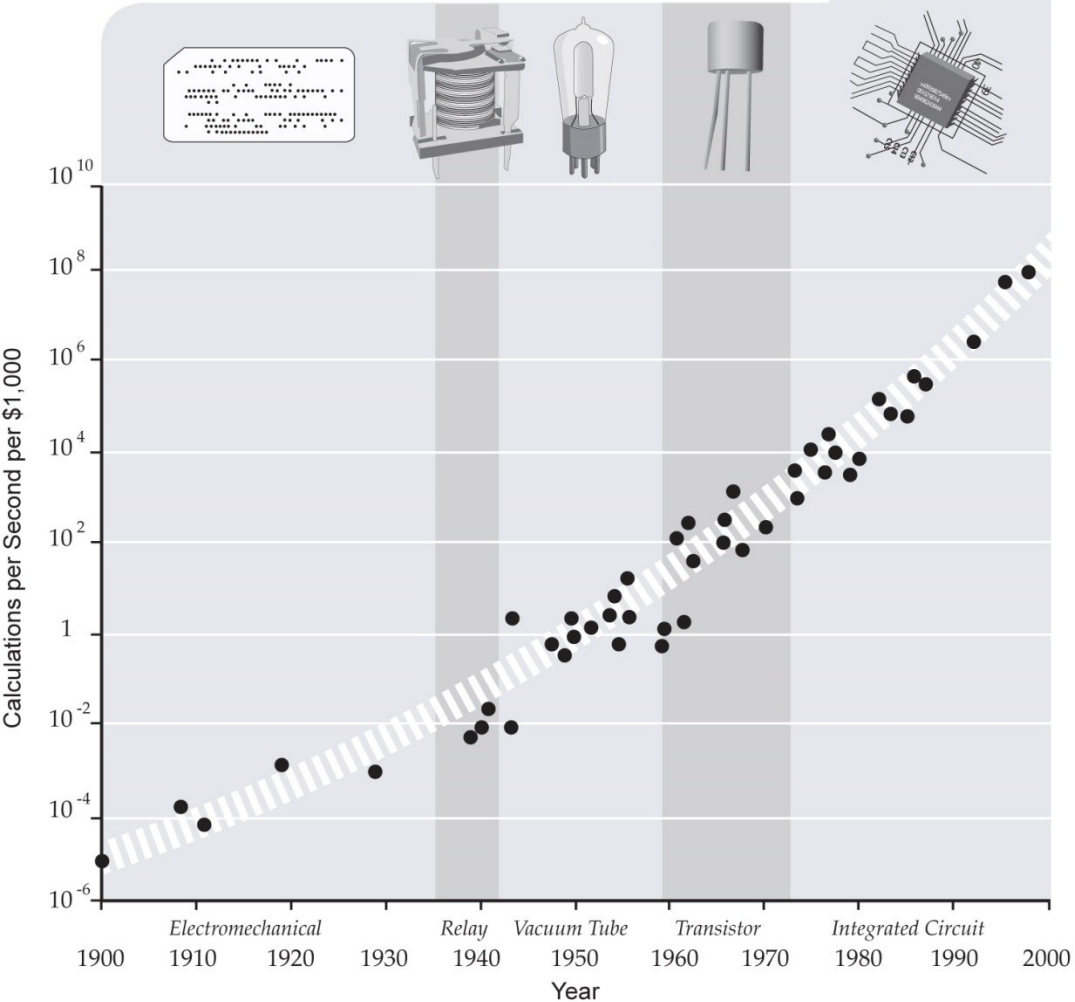 10^10
10^8
10^6
10^4
10^2
1
10^-2
10^-4
10^-6
Calculations per Second per $1,000
Electromechanical Relay Vacuum Tube Transistor Integrated Circuit
1900 1910 1920 1930 1940 1950 1960 1970 1980 1990 2000
Year